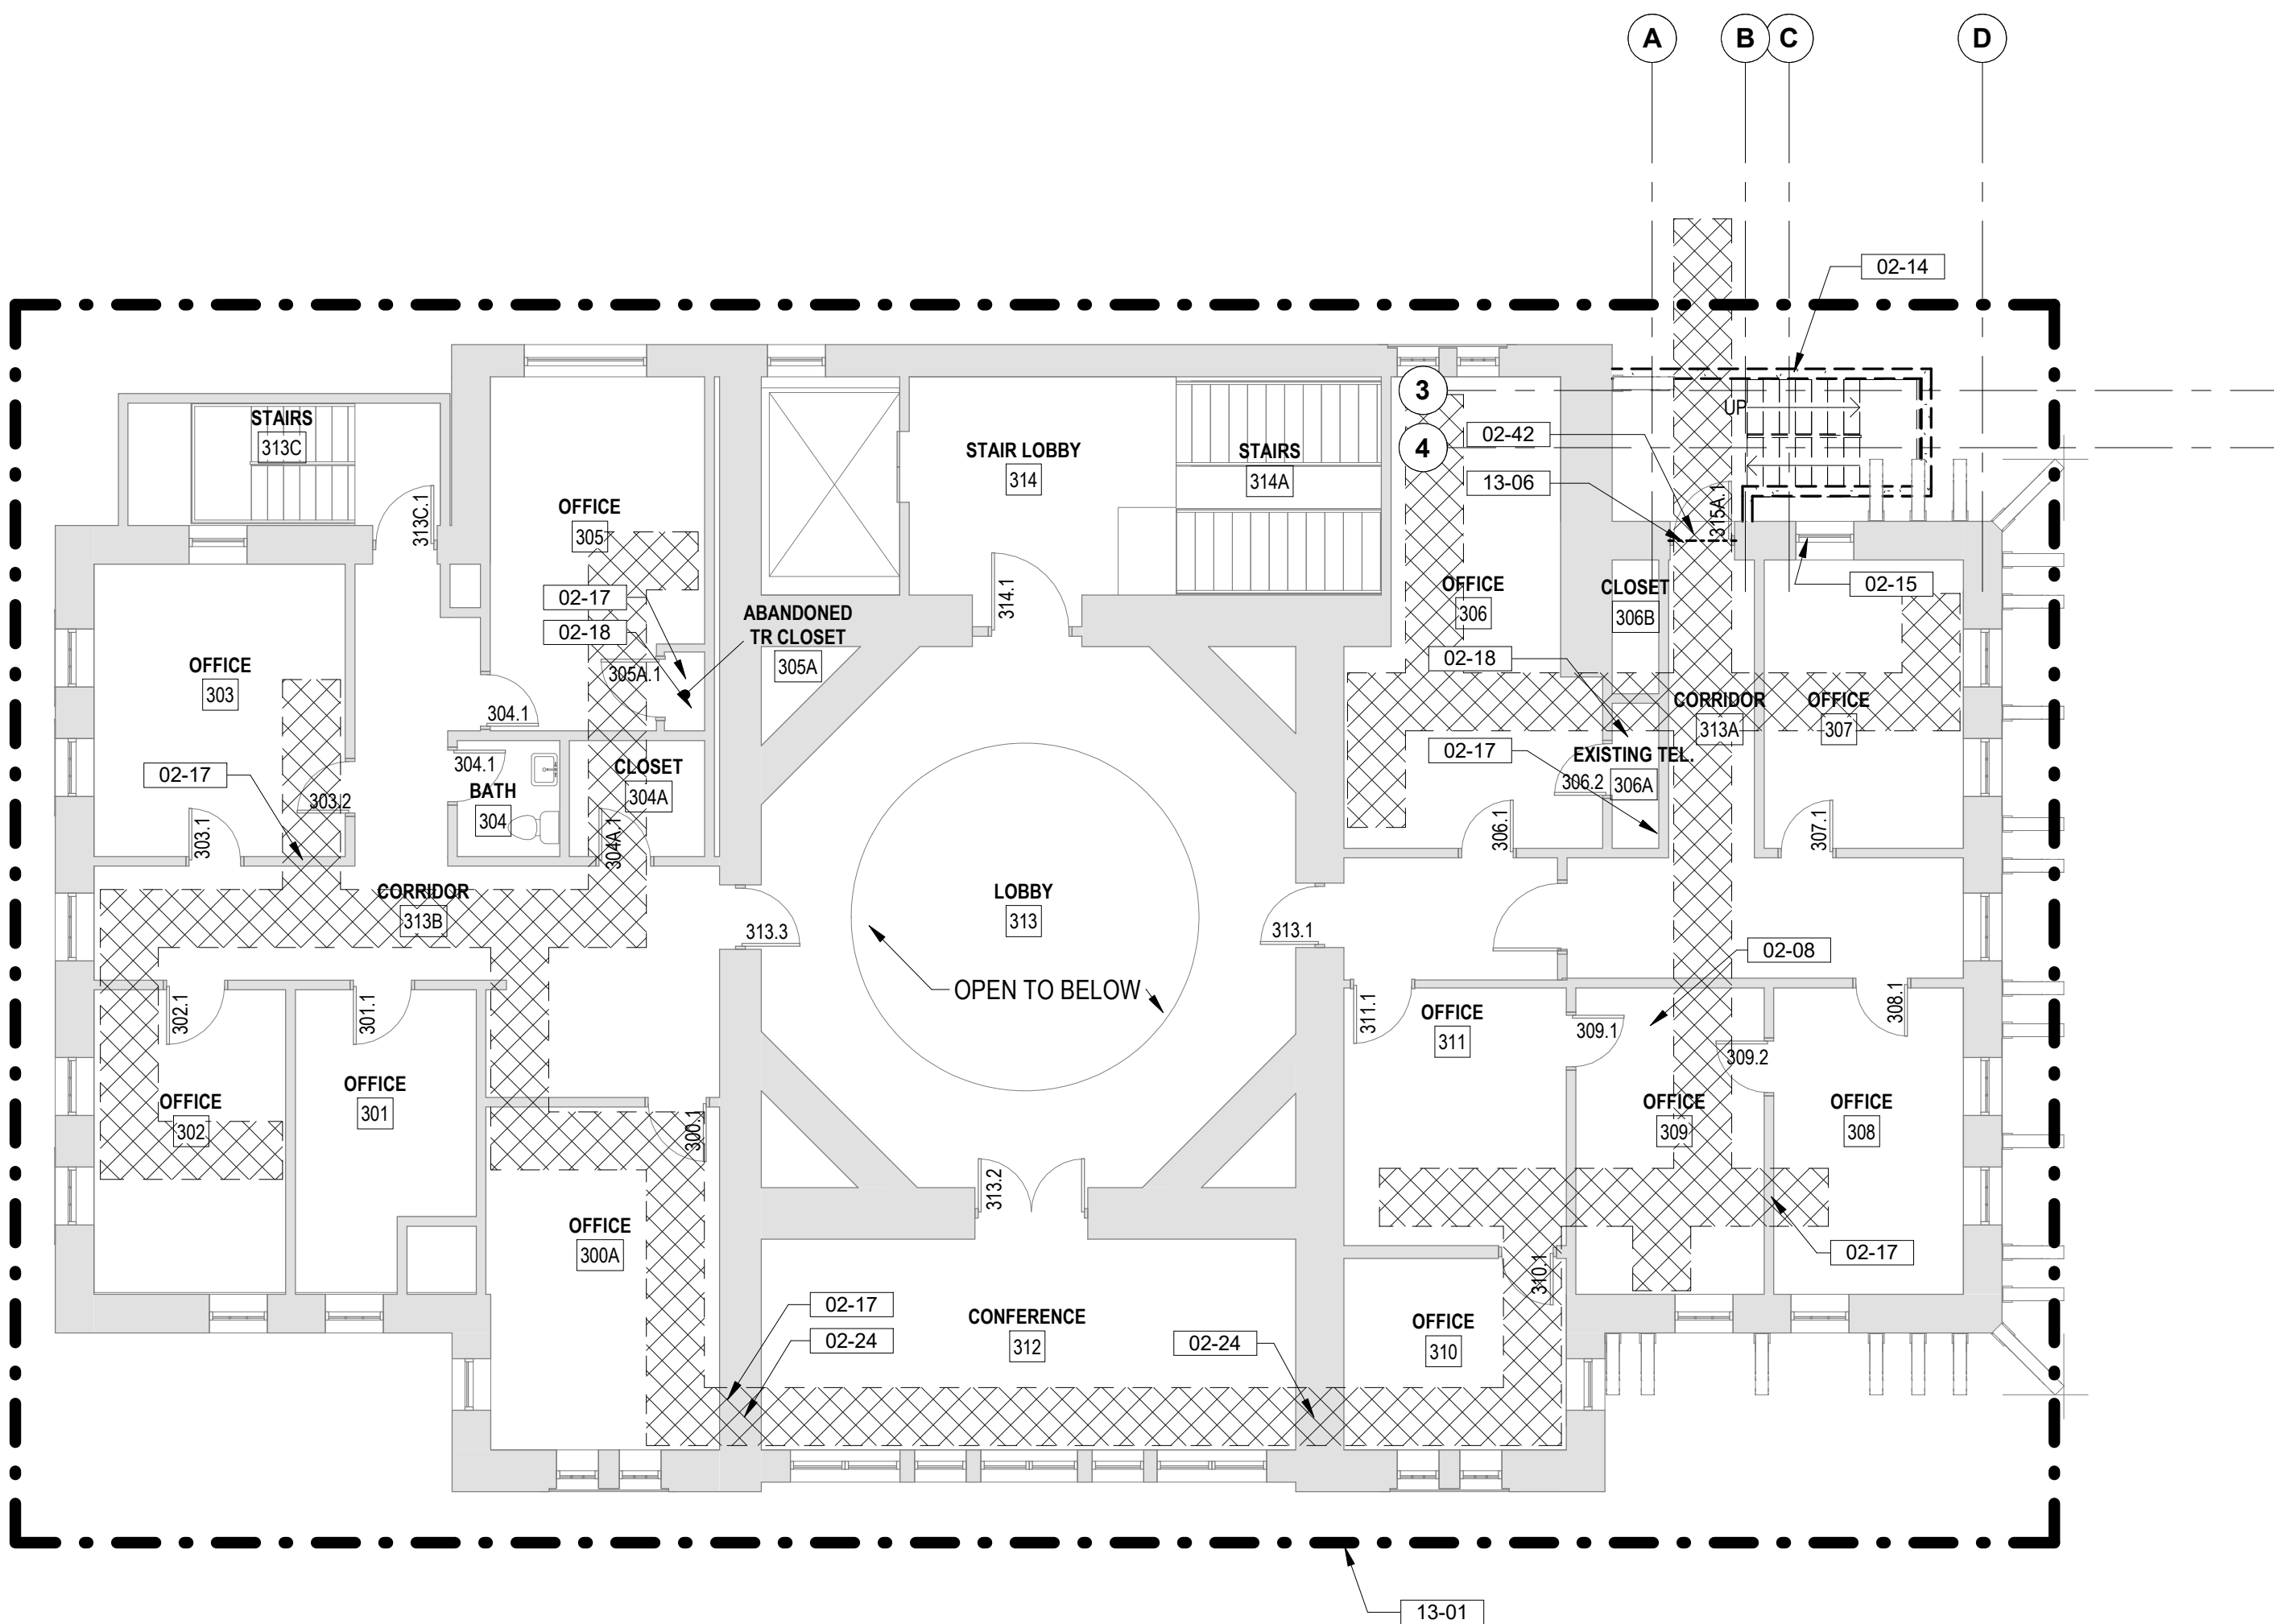 A
B
C
D
02-14
3
UP
STAIRS
313C
STAIR LOBBY
314
STAIRS
314A
02-42
4
13-06
313C.1
OFFICE
305
315A.1
02-17
ABANDONED
TR CLOSET
305A
02-18
314.1
OFFICE
306
CLOSET
306B
02-15
305A.1
OFFICE
303
02-18
CORRIDOR
313A
OFFICE
307
304.1
304.1
BATH
304
CLOSET
304A
02-17
EXISTING TEL.
306A
306.2
02-17
303.2
303.1
304A.1
306.1
307.1
CORRIDOR
313B
LOBBY
313
313.3
313.1
02-08
OPEN TO BELOW
302.1
301.1
311.1
OFFICE
311
309.1
309.2
308.1
OFFICE
302
OFFICE
301
300.1
OFFICE
309
OFFICE
308
313.2
OFFICE
300A
310.1
02-17
02-17
02-24
CONFERENCE
312
02-24
OFFICE
310
13-01